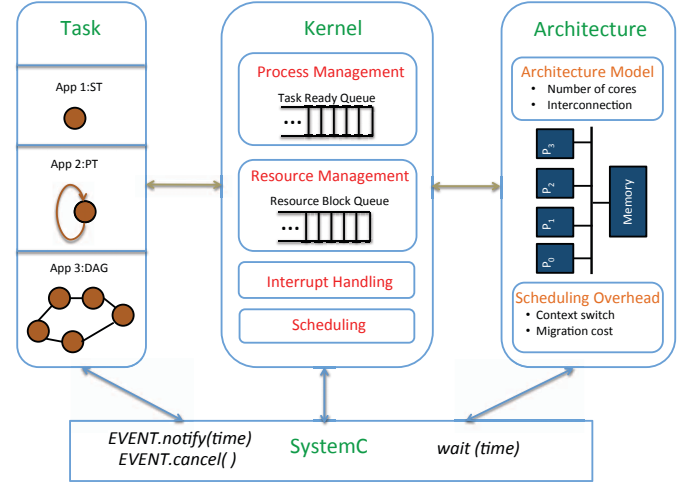 Task
App 1:ST
App 2:PT
App 3:DAG
Kernel
Process Management
Task Ready Queue
...
Resource Management
Resource Block Queue
...
Interrupt Handling
Scheduling
Architecture
Architecture Model
• Number of cores
• Interconnection
P3
P2
P1
P0
Memory
Scheduling Overhead
• Context switch
• Migration cost
EVENT.notify(time)
EVENT.cancel( )
SystemC
wait (time)